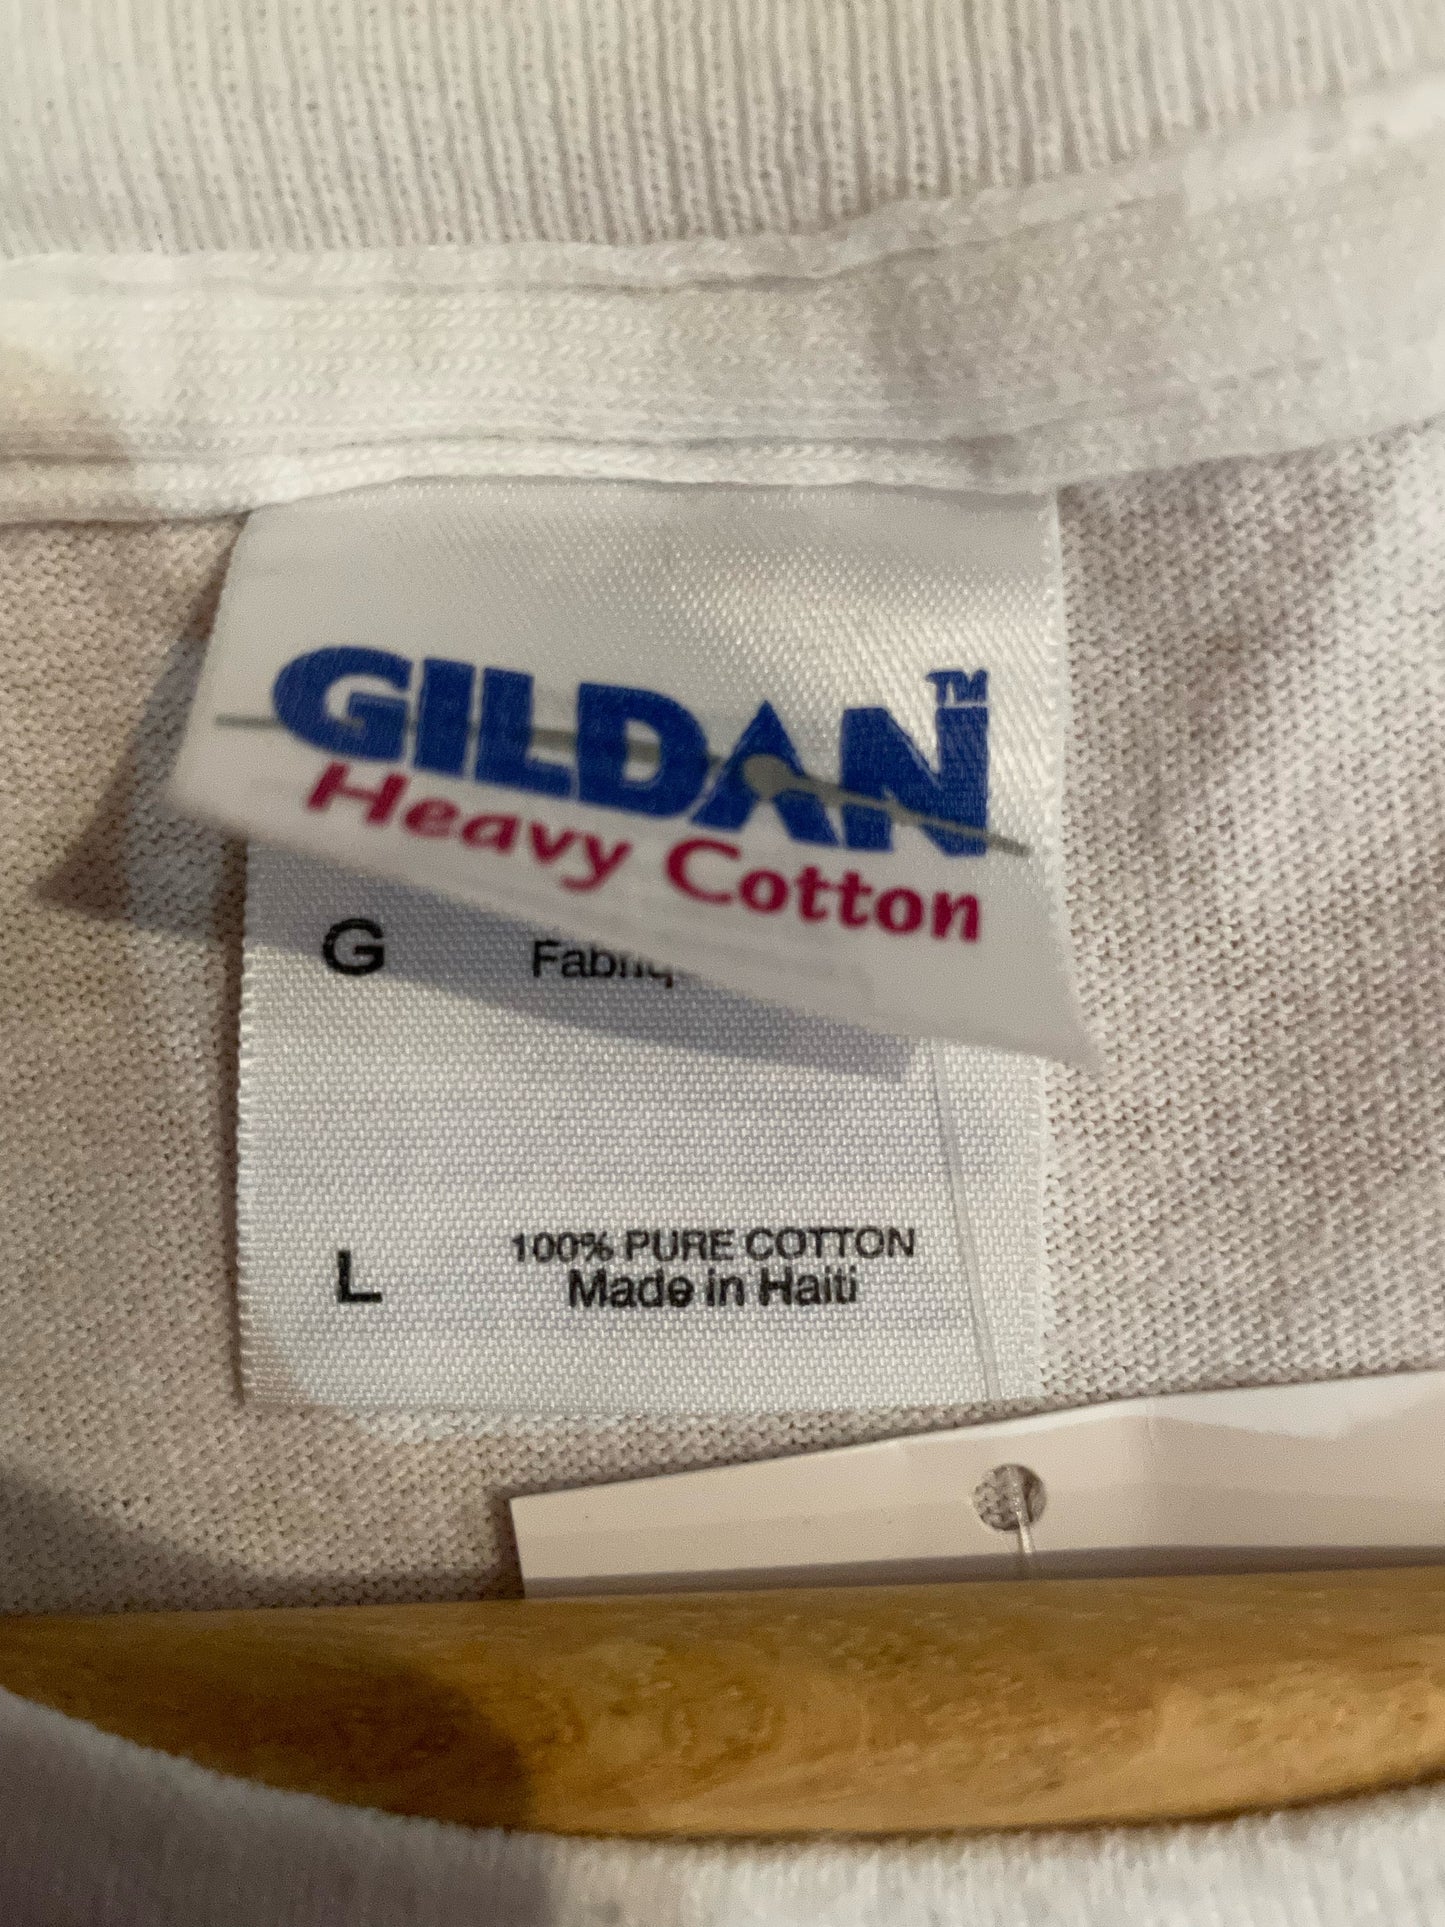 GILDAN™
Heavy Cotton
G
L
100% PURE COTTON
Made in Haiti